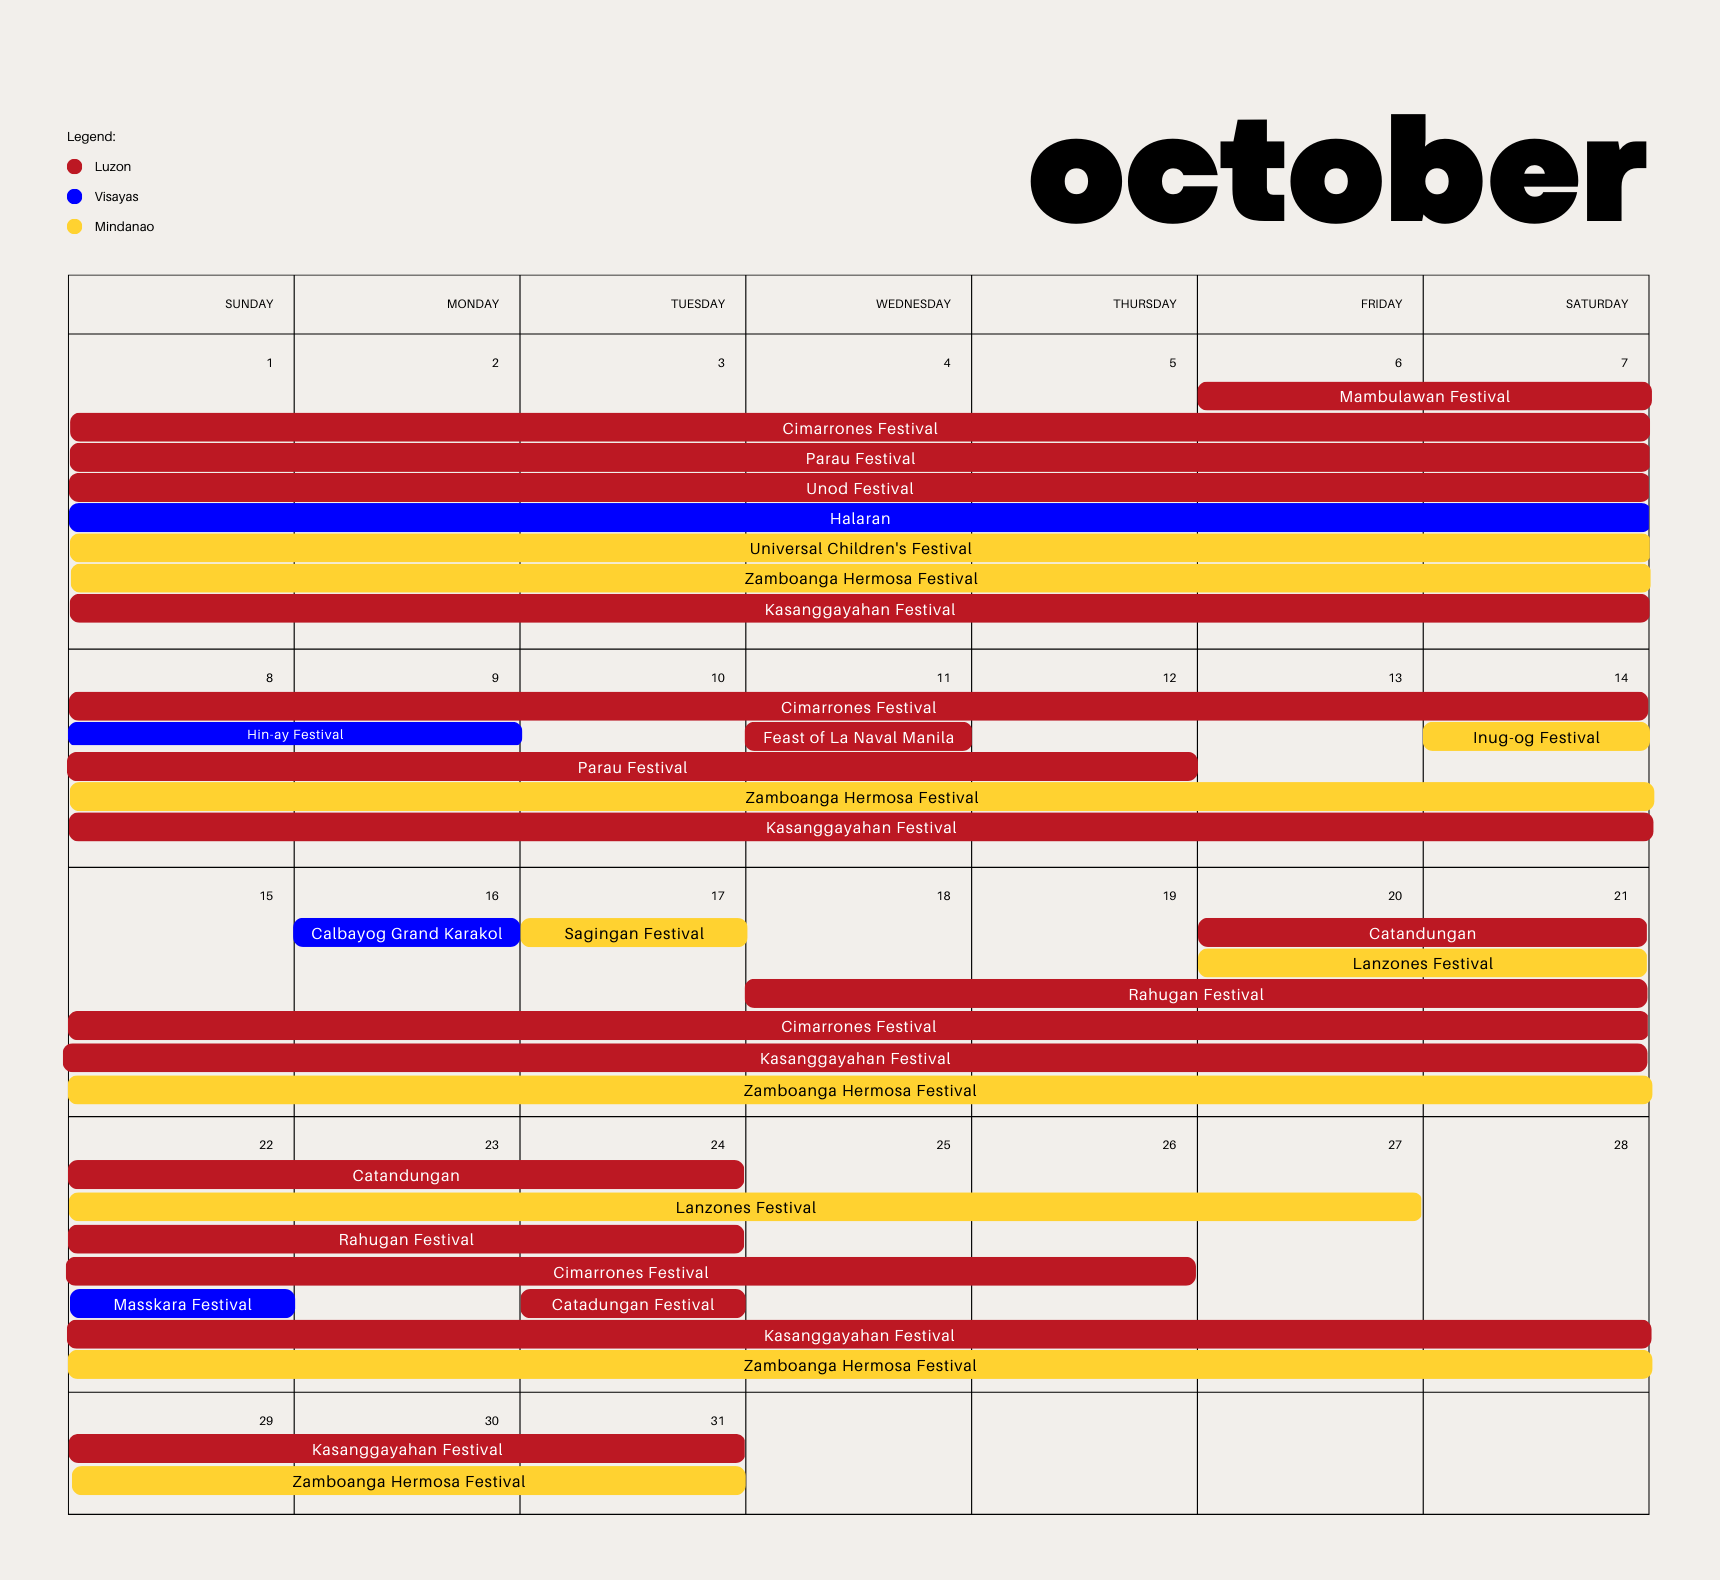 october
Legend:
Luzon
Visayas
Mindanao
SUNDAY MONDAY TUESDAY WEDNESDAY THURSDAY FRIDAY SATURDAY
1 2 3 4 5 6 7
Mambulawan Festival
Cimarrones Festival
Parau Festival
Unod Festival
Halaran
Universal Children's Festival
Zamboanga Hermosa Festival
Kasanggayahan Festival
8 9 10 11 12 13 14
Cimarrones Festival
Hin-ay Festival Feast of La Naval Manila Inug-og Festival
Parau Festival
Zamboanga Hermosa Festival
Kasanggayahan Festival
15 16 17 18 19 20 21
Calbayog Grand Karakol Sagingan Festival Catandungan
Lanzones Festival
Rahugan Festival
Cimarrones Festival
Kasanggayahan Festival
Zamboanga Hermosa Festival
22 23 24 25 26 27 28
Catandungan
Lanzones Festival
Rahugan Festival
Cimarrones Festival
Masskara Festival Catadungan Festival
Kasanggayahan Festival
Zamboanga Hermosa Festival
29 30 31
Kasanggayahan Festival
Zamboanga Hermosa Festival